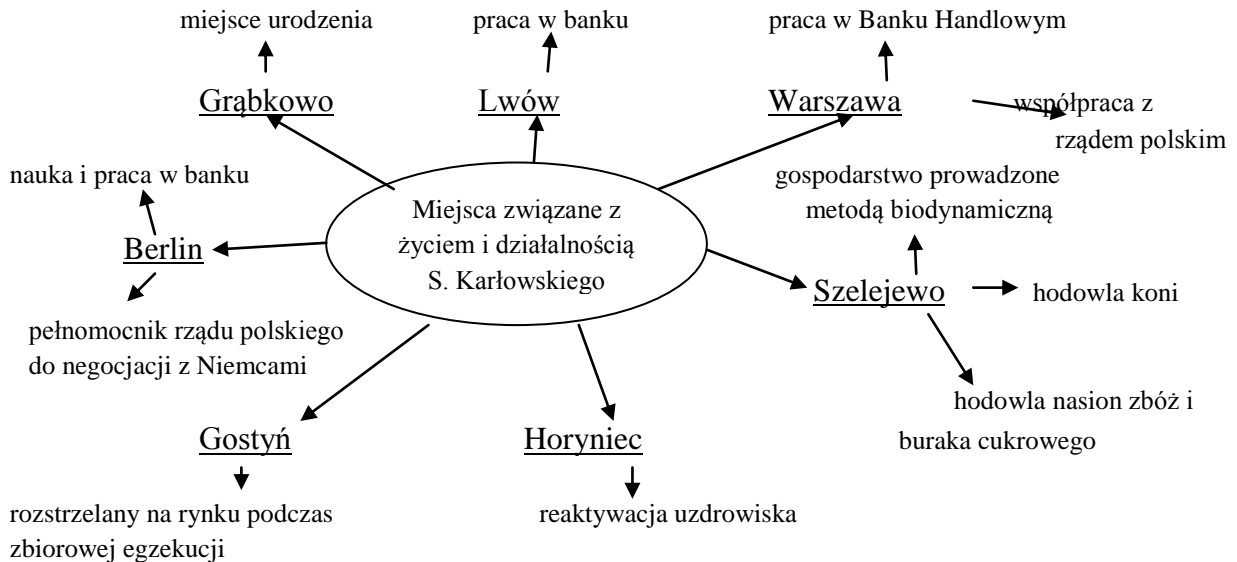 miejsce urodzenia
praca w banku
praca w Banku Handlowym
Grąbkowo
Lwów
Warszawa
współpraca z
rządem polskim
nauka i praca w banku
gospodarstwo prowadzone
metodą biodynamiczną
Miejsca związane z
życiem i działalnością
S. Karłowskiego
Berlin
Szelejewo
hodowla koni
pełnomocnik rządu polskiego
do negocjacji z Niemcami
hodowla nasion zbóż i
buraka cukrowego
Gostyń
Horyniec
rozstrzelany na rynku podczas
zbiorowej egzekucji
reaktywacja uzdrowiska